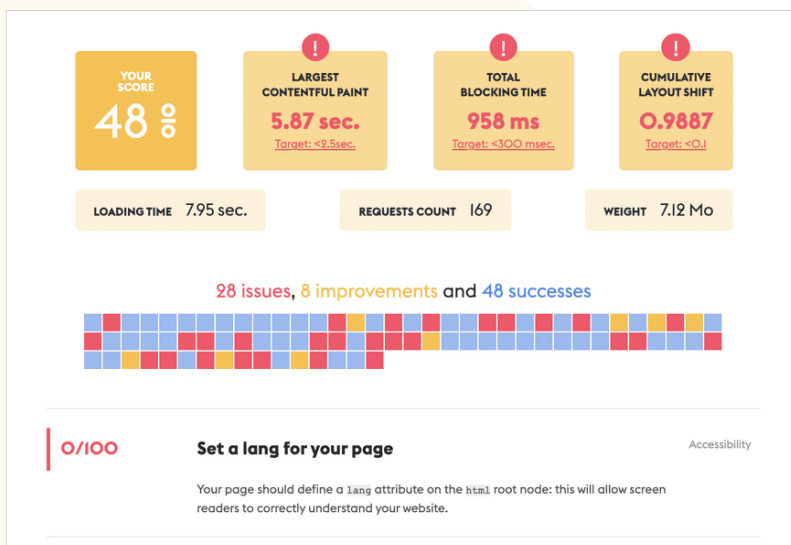 YOUR
SCORE
48 %
!
LARGEST
CONTENTFUL PAINT
5.87 sec.
Target: <2.5sec.
!
TOTAL
BLOCKING TIME
958 ms
Target: <300 msec.
!
CUMULATIVE
LAYOUT SHIFT
0.9887
Target: <0.1
LOADING TIME 7.95 sec.
REQUESTS COUNT 169
WEIGHT 7.12 Mo
28 issues, 8 improvements and 48 successes
0/100
Set a lang for your page
Accessibility
Your page should define a lang attribute on the html root node: this will allow screen
readers to correctly understand your website.